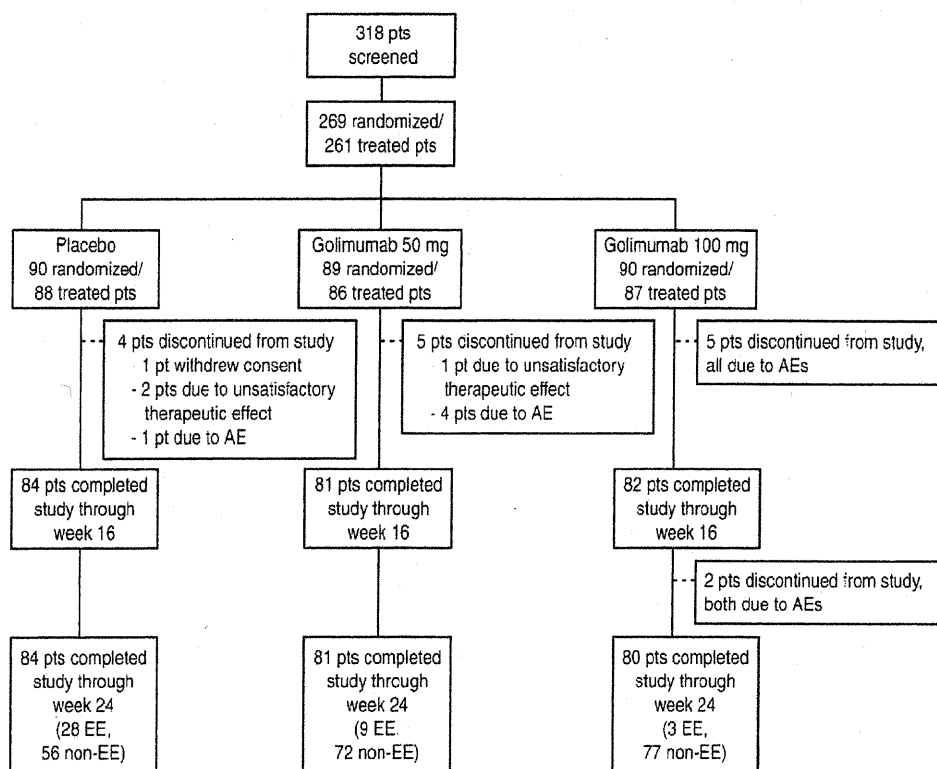 318 pts
screened
269 randomized/
261 treated pts
Placebo
90 randomized/
88 treated pts
Golimumab 50 mg
89 randomized/
86 treated pts
Golimumab 100 mg
90 randomized/
87 treated pts
4 pts discontinued from study
- 1 pt withdrew consent
- 2 pts due to unsatisfactory
therapeutic effect
- 1 pt due to AE
5 pts discontinued from study
- 1 pt due to unsatisfactory
therapeutic effect
- 4 pts due to AE
5 pts discontinued from study,
all due to AEs
84 pts completed
study through
week 16
81 pts completed
study through
week 16
82 pts completed
study through
week 16
2 pts discontinued from study,
both due to AEs
84 pts completed
study through
week 24
(28 EE,
56 non-EE)
81 pts completed
study through
week 24
(9 EE,
72 non-EE)
80 pts completed
study through
week 24
(3 EE,
77 non-EE)